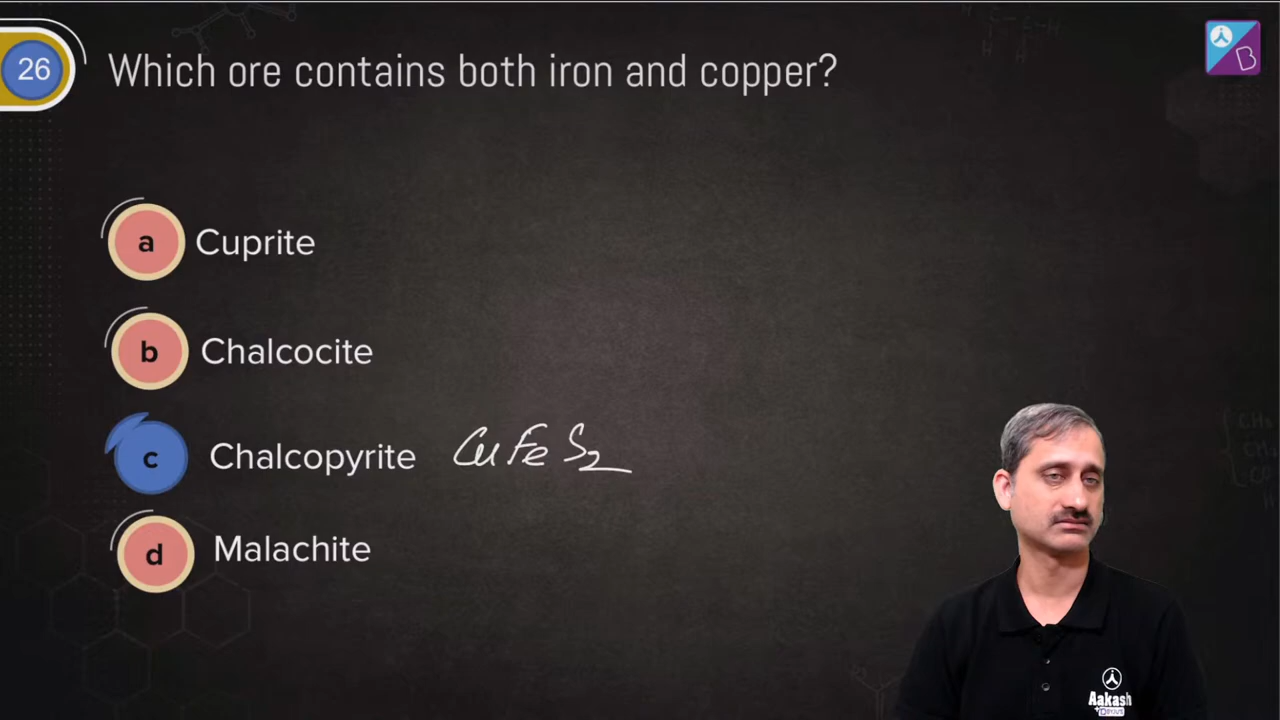 26 Which ore contains both iron and copper?
B
a Cuprite
b Chalcocite
c Chalcopyrite CuFeS2
d Malachite
Aakash